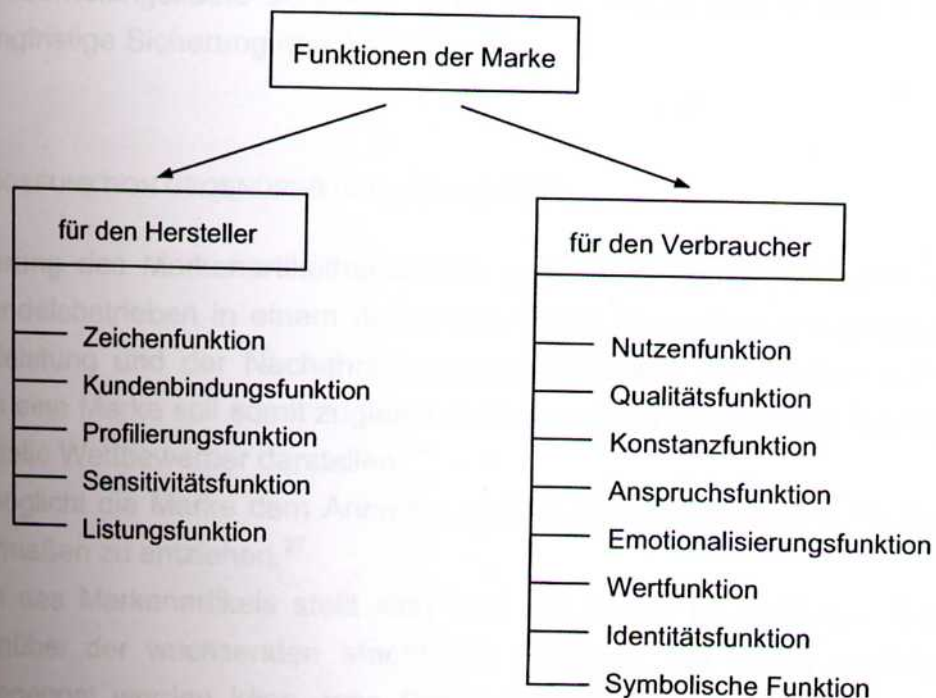 Funktionen der Marke
für den Hersteller
Zeichenfunktion
Kundenbindungsfunktion
Profilierungsfunktion
Sensitivitätsfunktion
Listungsfunktion
für den Verbraucher
Nutzenfunktion
Qualitätsfunktion
Konstanzfunktion
Anspruchsfunktion
Emotionalisierungsfunktion
Wertfunktion
Identitätsfunktion
Symbolische Funktion